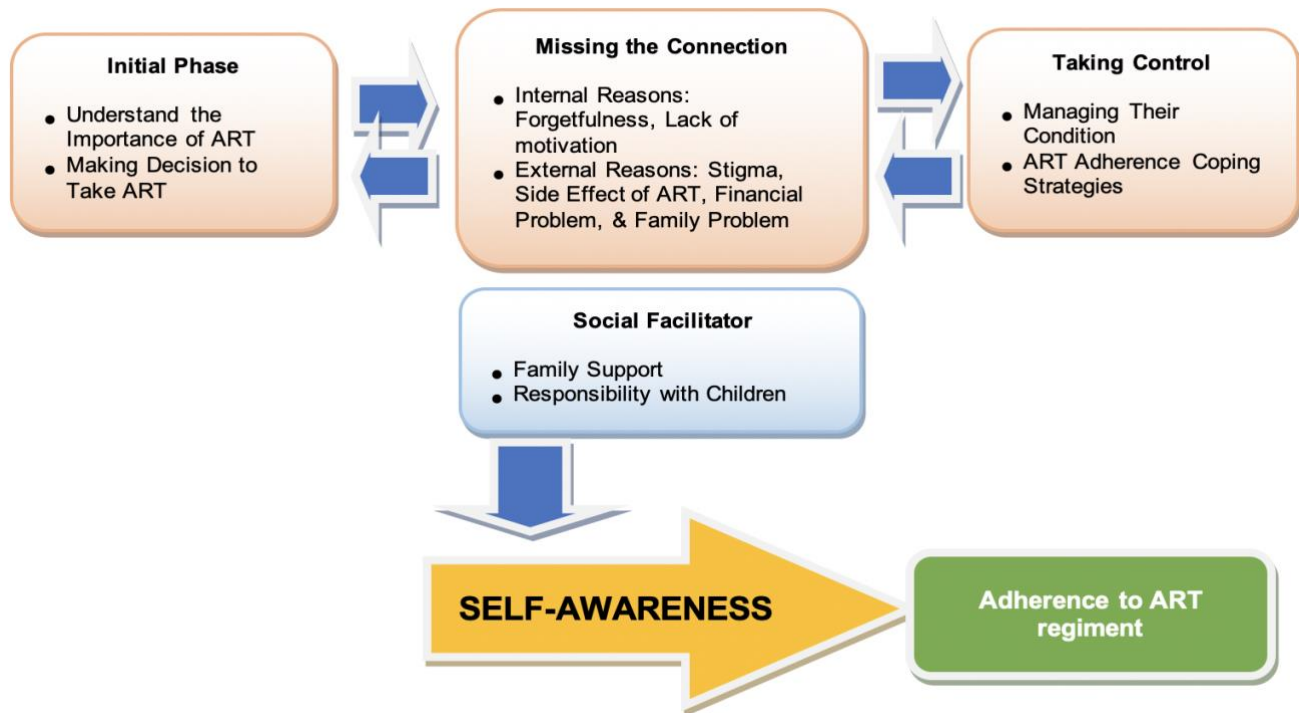 Initial Phase
● Understand the
Importance of ART
● Making Decision to
Take ART
Missing the Connection
● Internal Reasons:
Forgetfulness, Lack of
motivation
● External Reasons: Stigma,
Side Effect of ART, Financial
Problem, & Family Problem
Taking Control
● Managing Their
Condition
● ART Adherence Coping
Strategies
Social Facilitator
● Family Support
● Responsibility with Children
SELF-AWARENESS
Adherence to ART
regiment